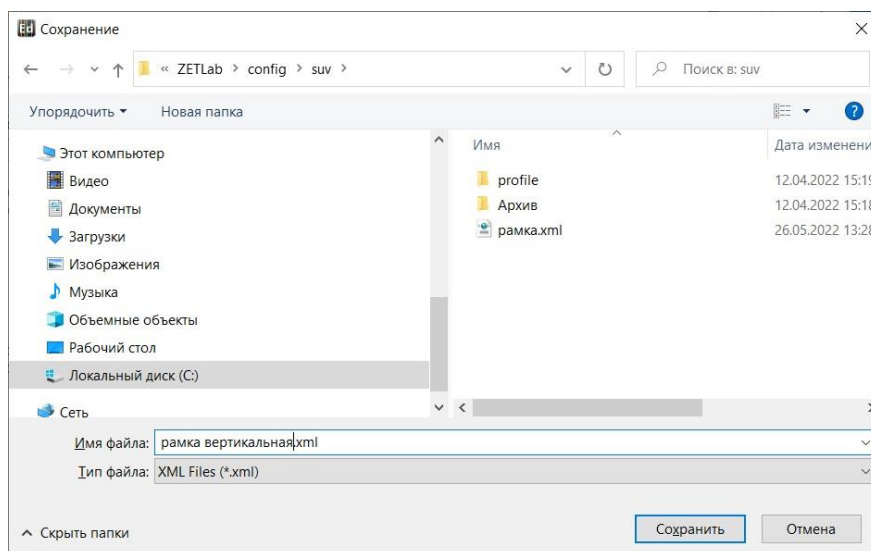 Сохранение
« ZETLab > config > suv >
Поиск в: suv
Упорядочить
Новая папка
Имя
Дата изменени
Этот компьютер
Видео
Документы
Загрузки
Изображения
Музыка
Объемные объекты
Рабочий стол
Локальный диск (C:)
Сеть
profile
12.04.2022 15:19
Архив
12.04.2022 15:18
рамка.xml
26.05.2022 13:28
Имя файла: рамка вертикальная.xml
Тип файла: XML Files (*.xml)
Скрыть папки
Сохранить
Отмена